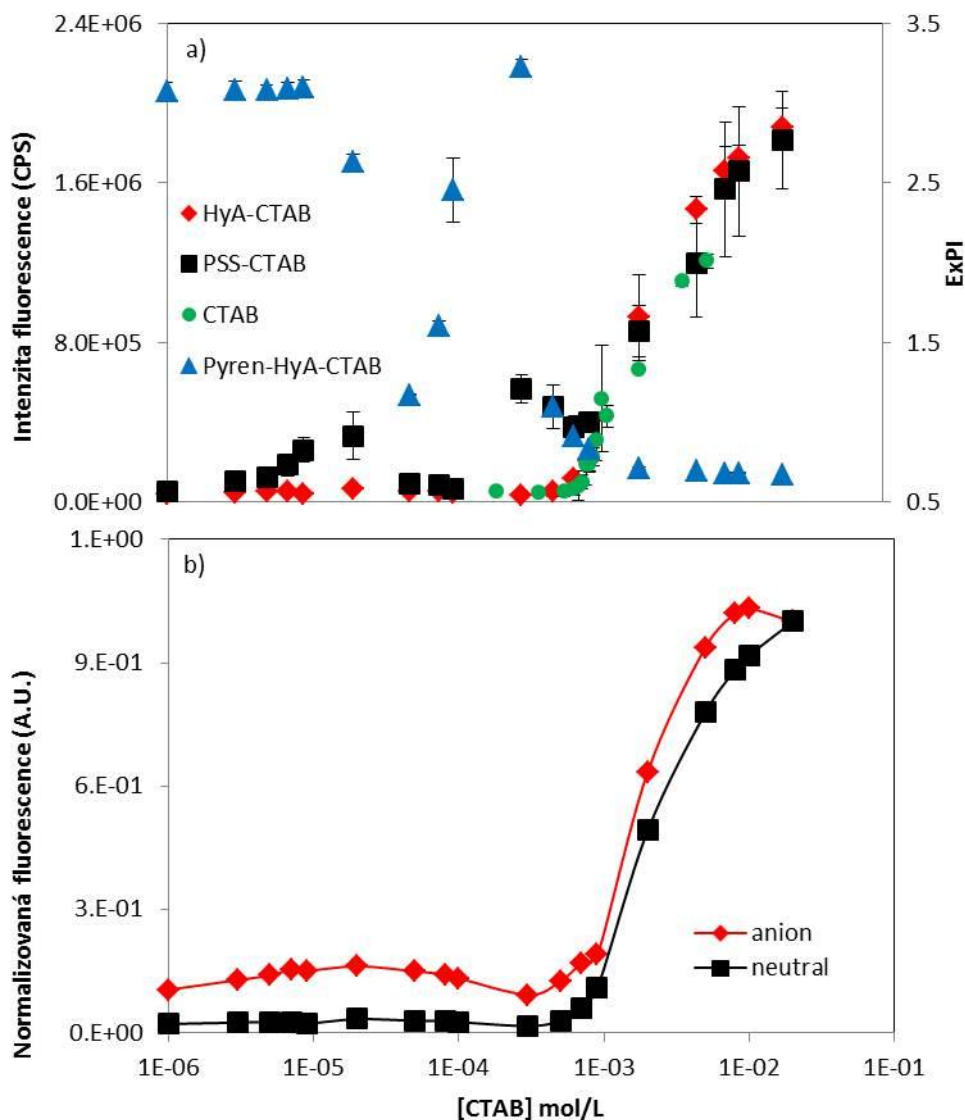 2.4E+06
1.6E+06
8.0E+05
0.0E+00
Intenzita fluorescence (CPS)
a)
HyA-CTAB
PSS-CTAB
CTAB
Pyren-HyA-CTAB
3.5
2.5
1.5
0.5
ExPI
1.E+00
9.E-01
6.E-01
3.E-01
0.E+00
Normalizovaná fluorescence (A.U.)
b)
anion
neutral
1E-06 1E-05 1E-04 1E-03 1E-02 1E-01
[CTAB] mol/L